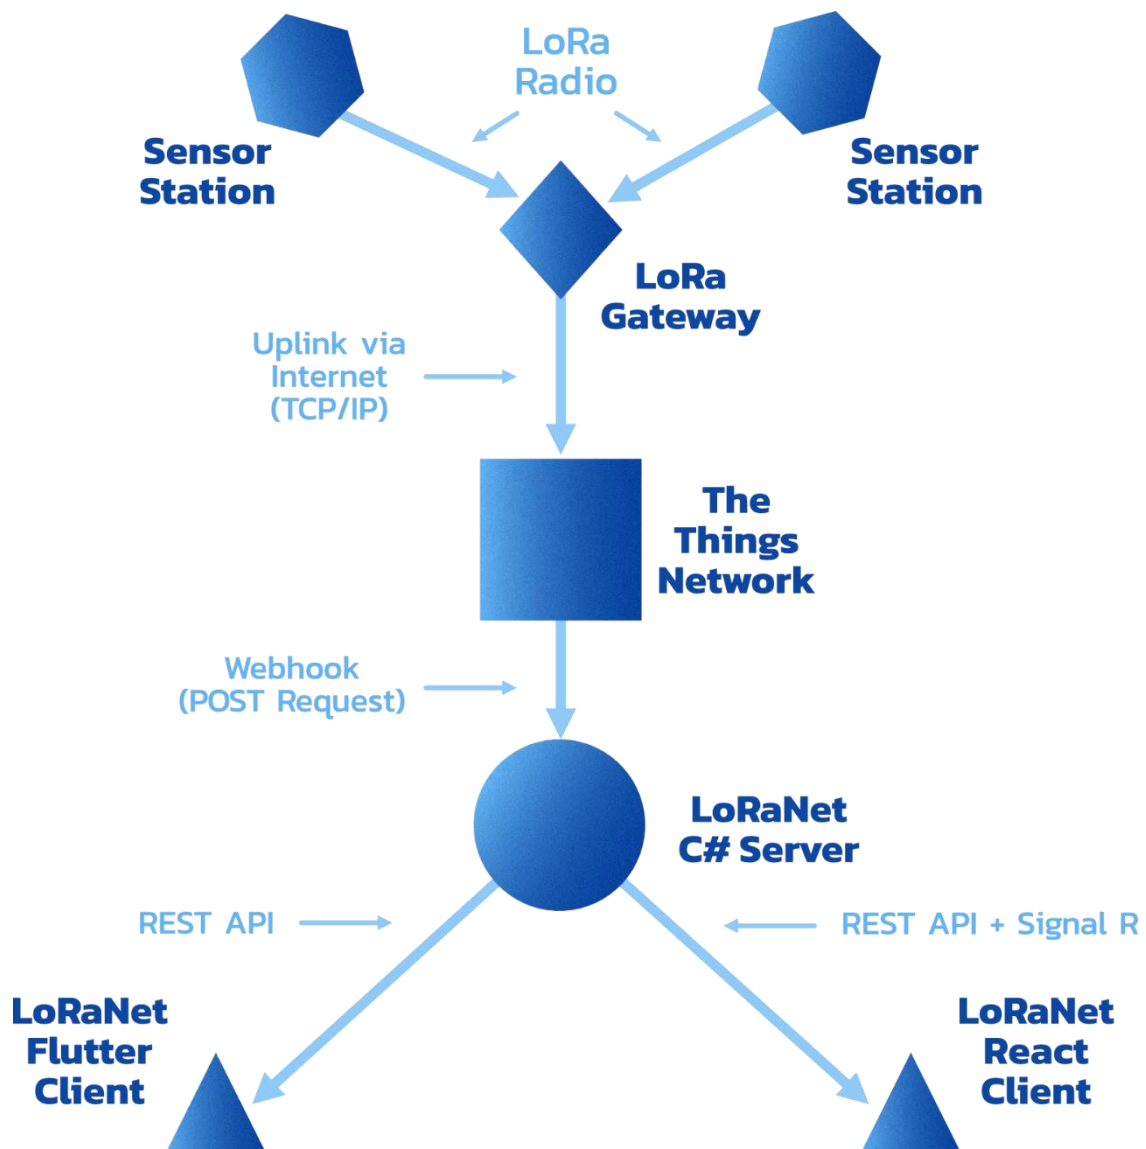 LoRa
Radio
Sensor
Station
Sensor
Station
LoRa
Gateway
Uplink via
Internet
(TCP/IP)
The
Things
Network
Webhook
(POST Request)
LoRaNet
C# Server
REST API
REST API + Signal R
LoRaNet
Flutter
Client
LoRaNet
React
Client